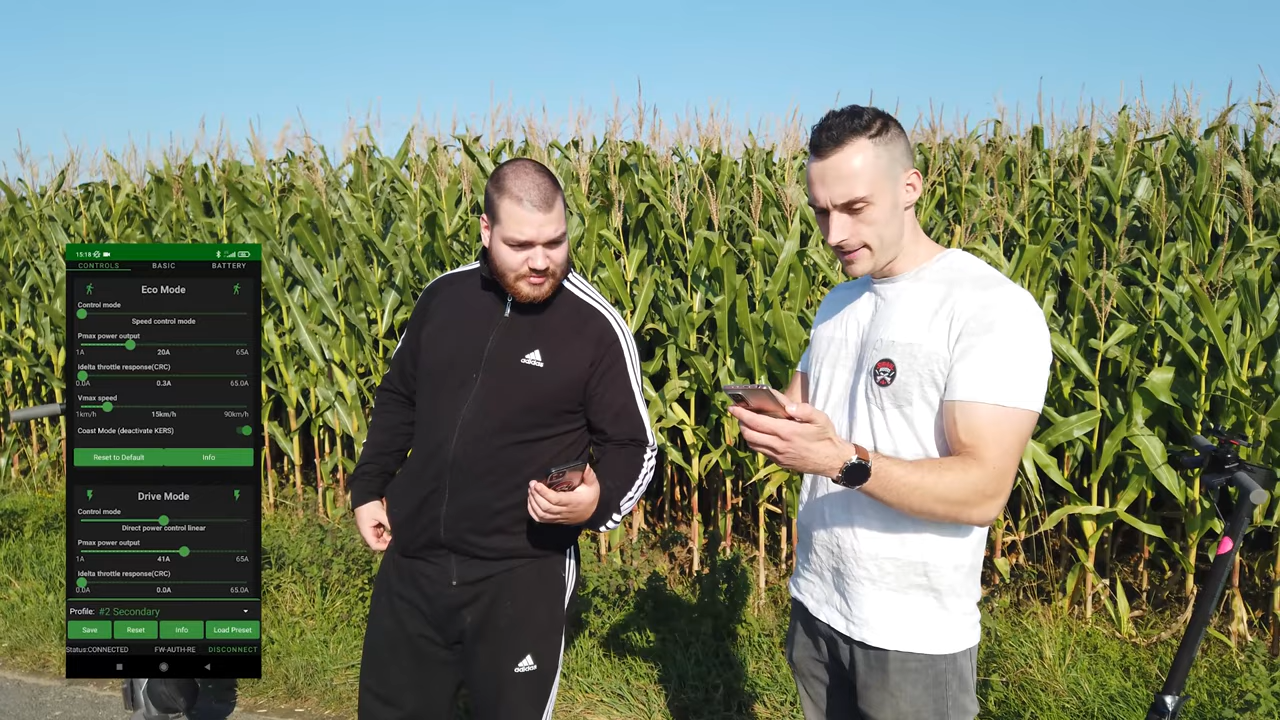 15:18
CONTROLS BASIC BATTERY
Eco Mode
Control mode
Speed control mode
Pmax power output
1A 20A 65A
Idelta throttle response(CRC)
0.0A 0.3A 65.0A
Vmax speed
1km/h 15km/h 90km/h
Coast Mode (deactivate KERS)
Reset to Default Info
Drive Mode
Control mode
Direct power control linear
Pmax power output
1A 41A 65A
Idelta throttle response(CRC)
0.0A 0.0A 65.0A
Profile: #2 Secondary
Save Reset Info Load Preset
Status:CONNECTED FW-AUTH-RE DISCONNECT
adidas
adidas